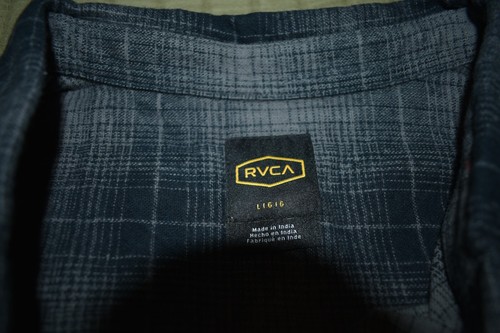 RVCA
L | G | G
Made in India
Hecho en India
Fabriqué en Inde